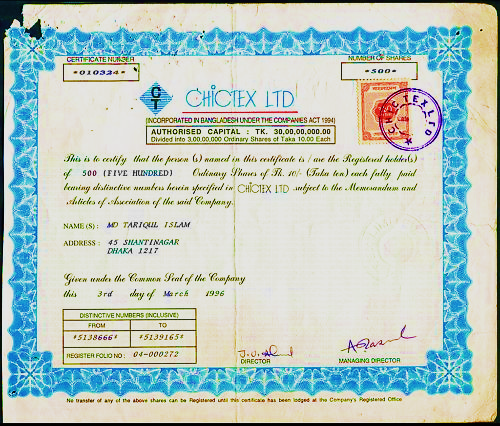 CERTIFICATE NUMBER
*010324*
NUMBER OF SHARES
*500*
CT
CHICTEX LTD
(INCORPORATED IN BANGLADESH UNDER THE COMPANIES ACT 1994)
AUTHORISED CAPITAL : TK. 30,00,00,000.00
Divided into 3,00,00,000 Ordinary Shares of Taka 10.00 Each
CHICTEX LTD
This is to certify that the person (s) named in this certificate is / are the Registered holder(s)
of 500 (FIVE HUNDRED) Ordinary Shares of Tk. 10/- (Taka ten) each fully paid
bearing distinctive numbers herein specified in CHICTEX LTD subject to the Memorandum and
Articles of Association of the said Company.
NAME (S) : MD TARIQUL ISLAM
ADDRESS : 45 SHANTINAGAR
DHAKA 1217
Given under the Common Seal of the Company
this 3rd day of March 1996
DISTINCTIVE NUMBERS (INCLUSIVE)
FROM TO
*5138666* *5139165*
REGISTER FOLIO NO : 04-000272
DIRECTOR
MANAGING DIRECTOR
No transfer of any of the above shares can be Registered until this certificate has been lodged at the Company's Registered Office